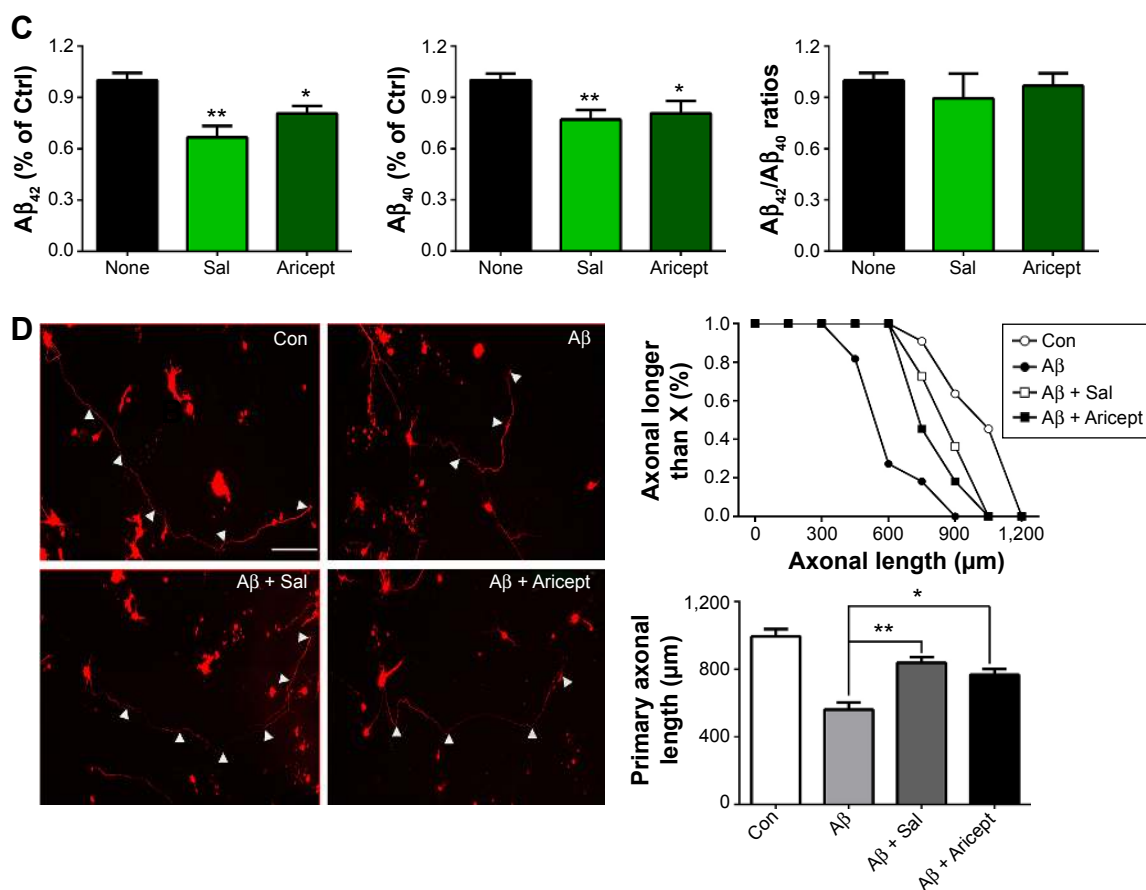 C
Aβ42 (% of Ctrl)
1.2
0.9
0.6
0.3
0.0
**
*
None Sal Aricept
Aβ40 (% of Ctrl)
1.2
0.9
0.6
0.3
0.0
**
*
None Sal Aricept
Aβ42/Aβ40 ratios
1.2
0.9
0.6
0.3
0.0
None Sal Aricept
D
Con
Aβ
Aβ + Sal
Aβ + Aricept
Axonal longer
than X (%)
1.0
0.8
0.6
0.4
0.2
0.0
0 300 600 900 1,200
Axonal length (µm)
Con
Aβ
Aβ + Sal
Aβ + Aricept
Primary axonal
length (µm)
1,200
800
400
0
*
**
Con
Aβ
Aβ + Sal
Aβ + Aricept